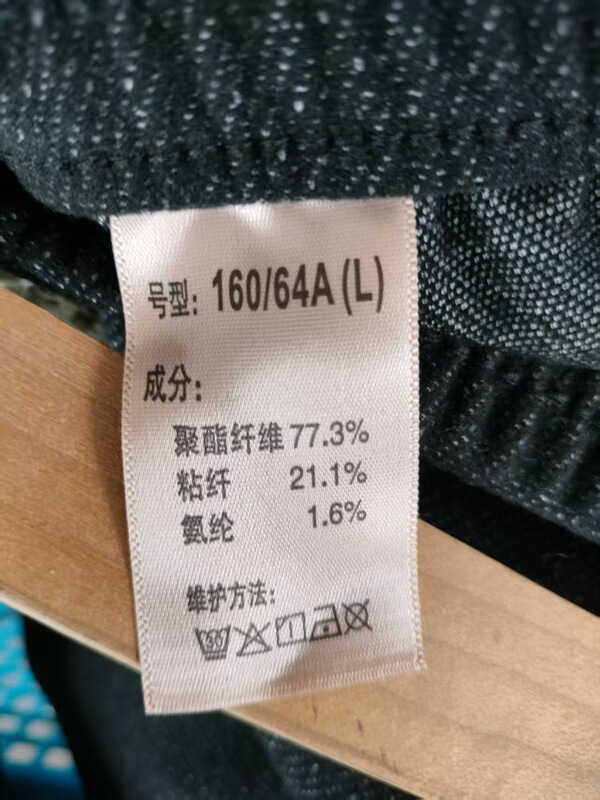 号型：160/64A (L)
成分：
聚酯纤维 77.3%
粘纤 21.1%
氨纶 1.6%
维护方法：